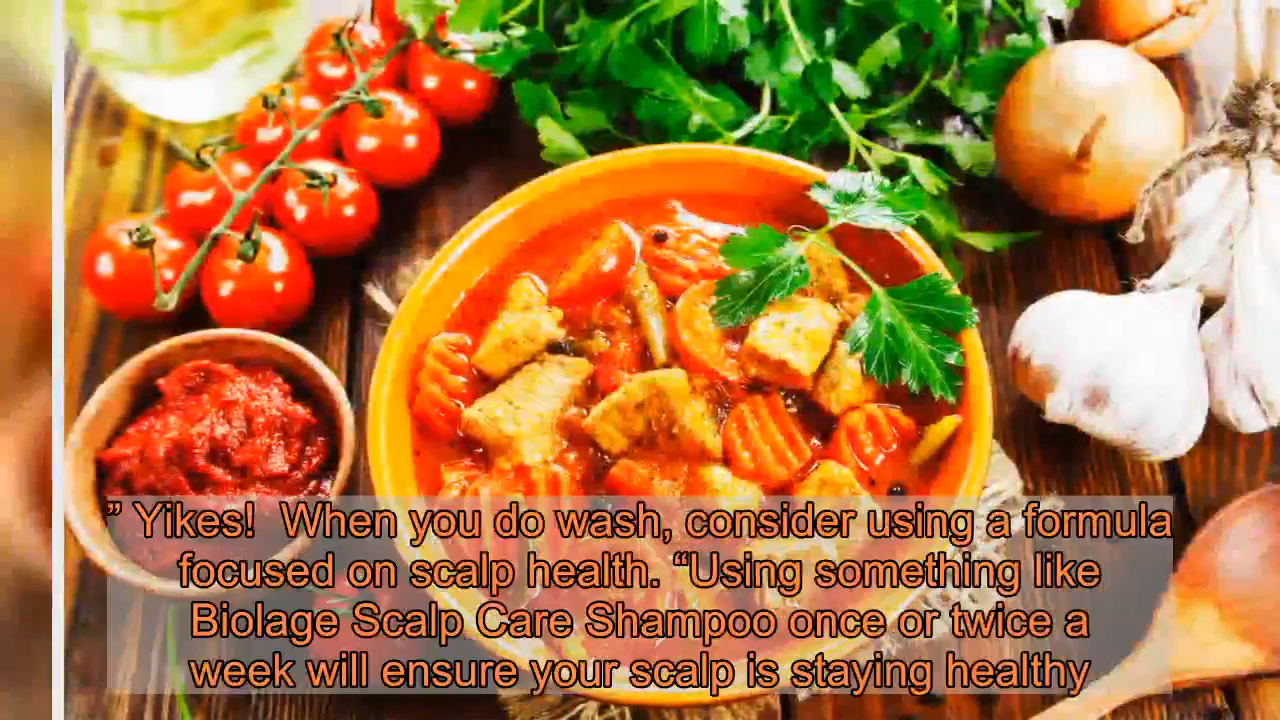 ” Yikes!  When you do wash, consider using a formula
focused on scalp health. “Using something like
Biolage Scalp Care Shampoo once or twice a
week will ensure your scalp is staying healthy